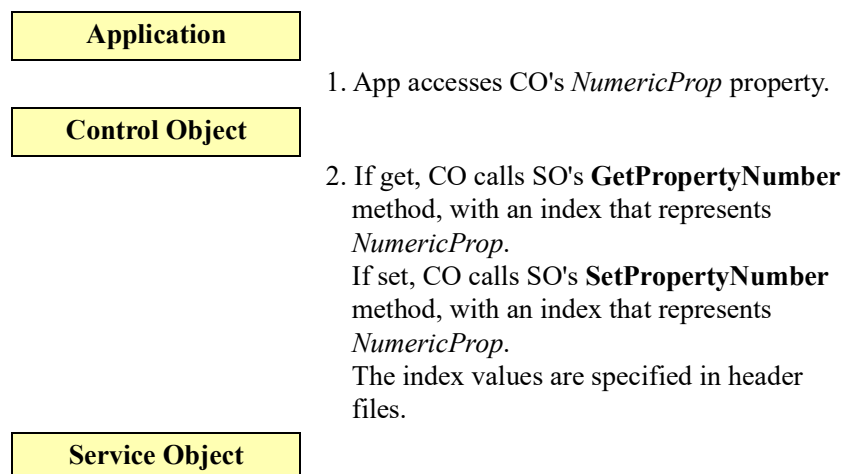 Application
1. App accesses CO's NumericProp property.
Control Object
2. If get, CO calls SO's GetPropertyNumber
method, with an index that represents
NumericProp.
If set, CO calls SO's SetPropertyNumber
method, with an index that represents
NumericProp.
The index values are specified in header
files.
Service Object